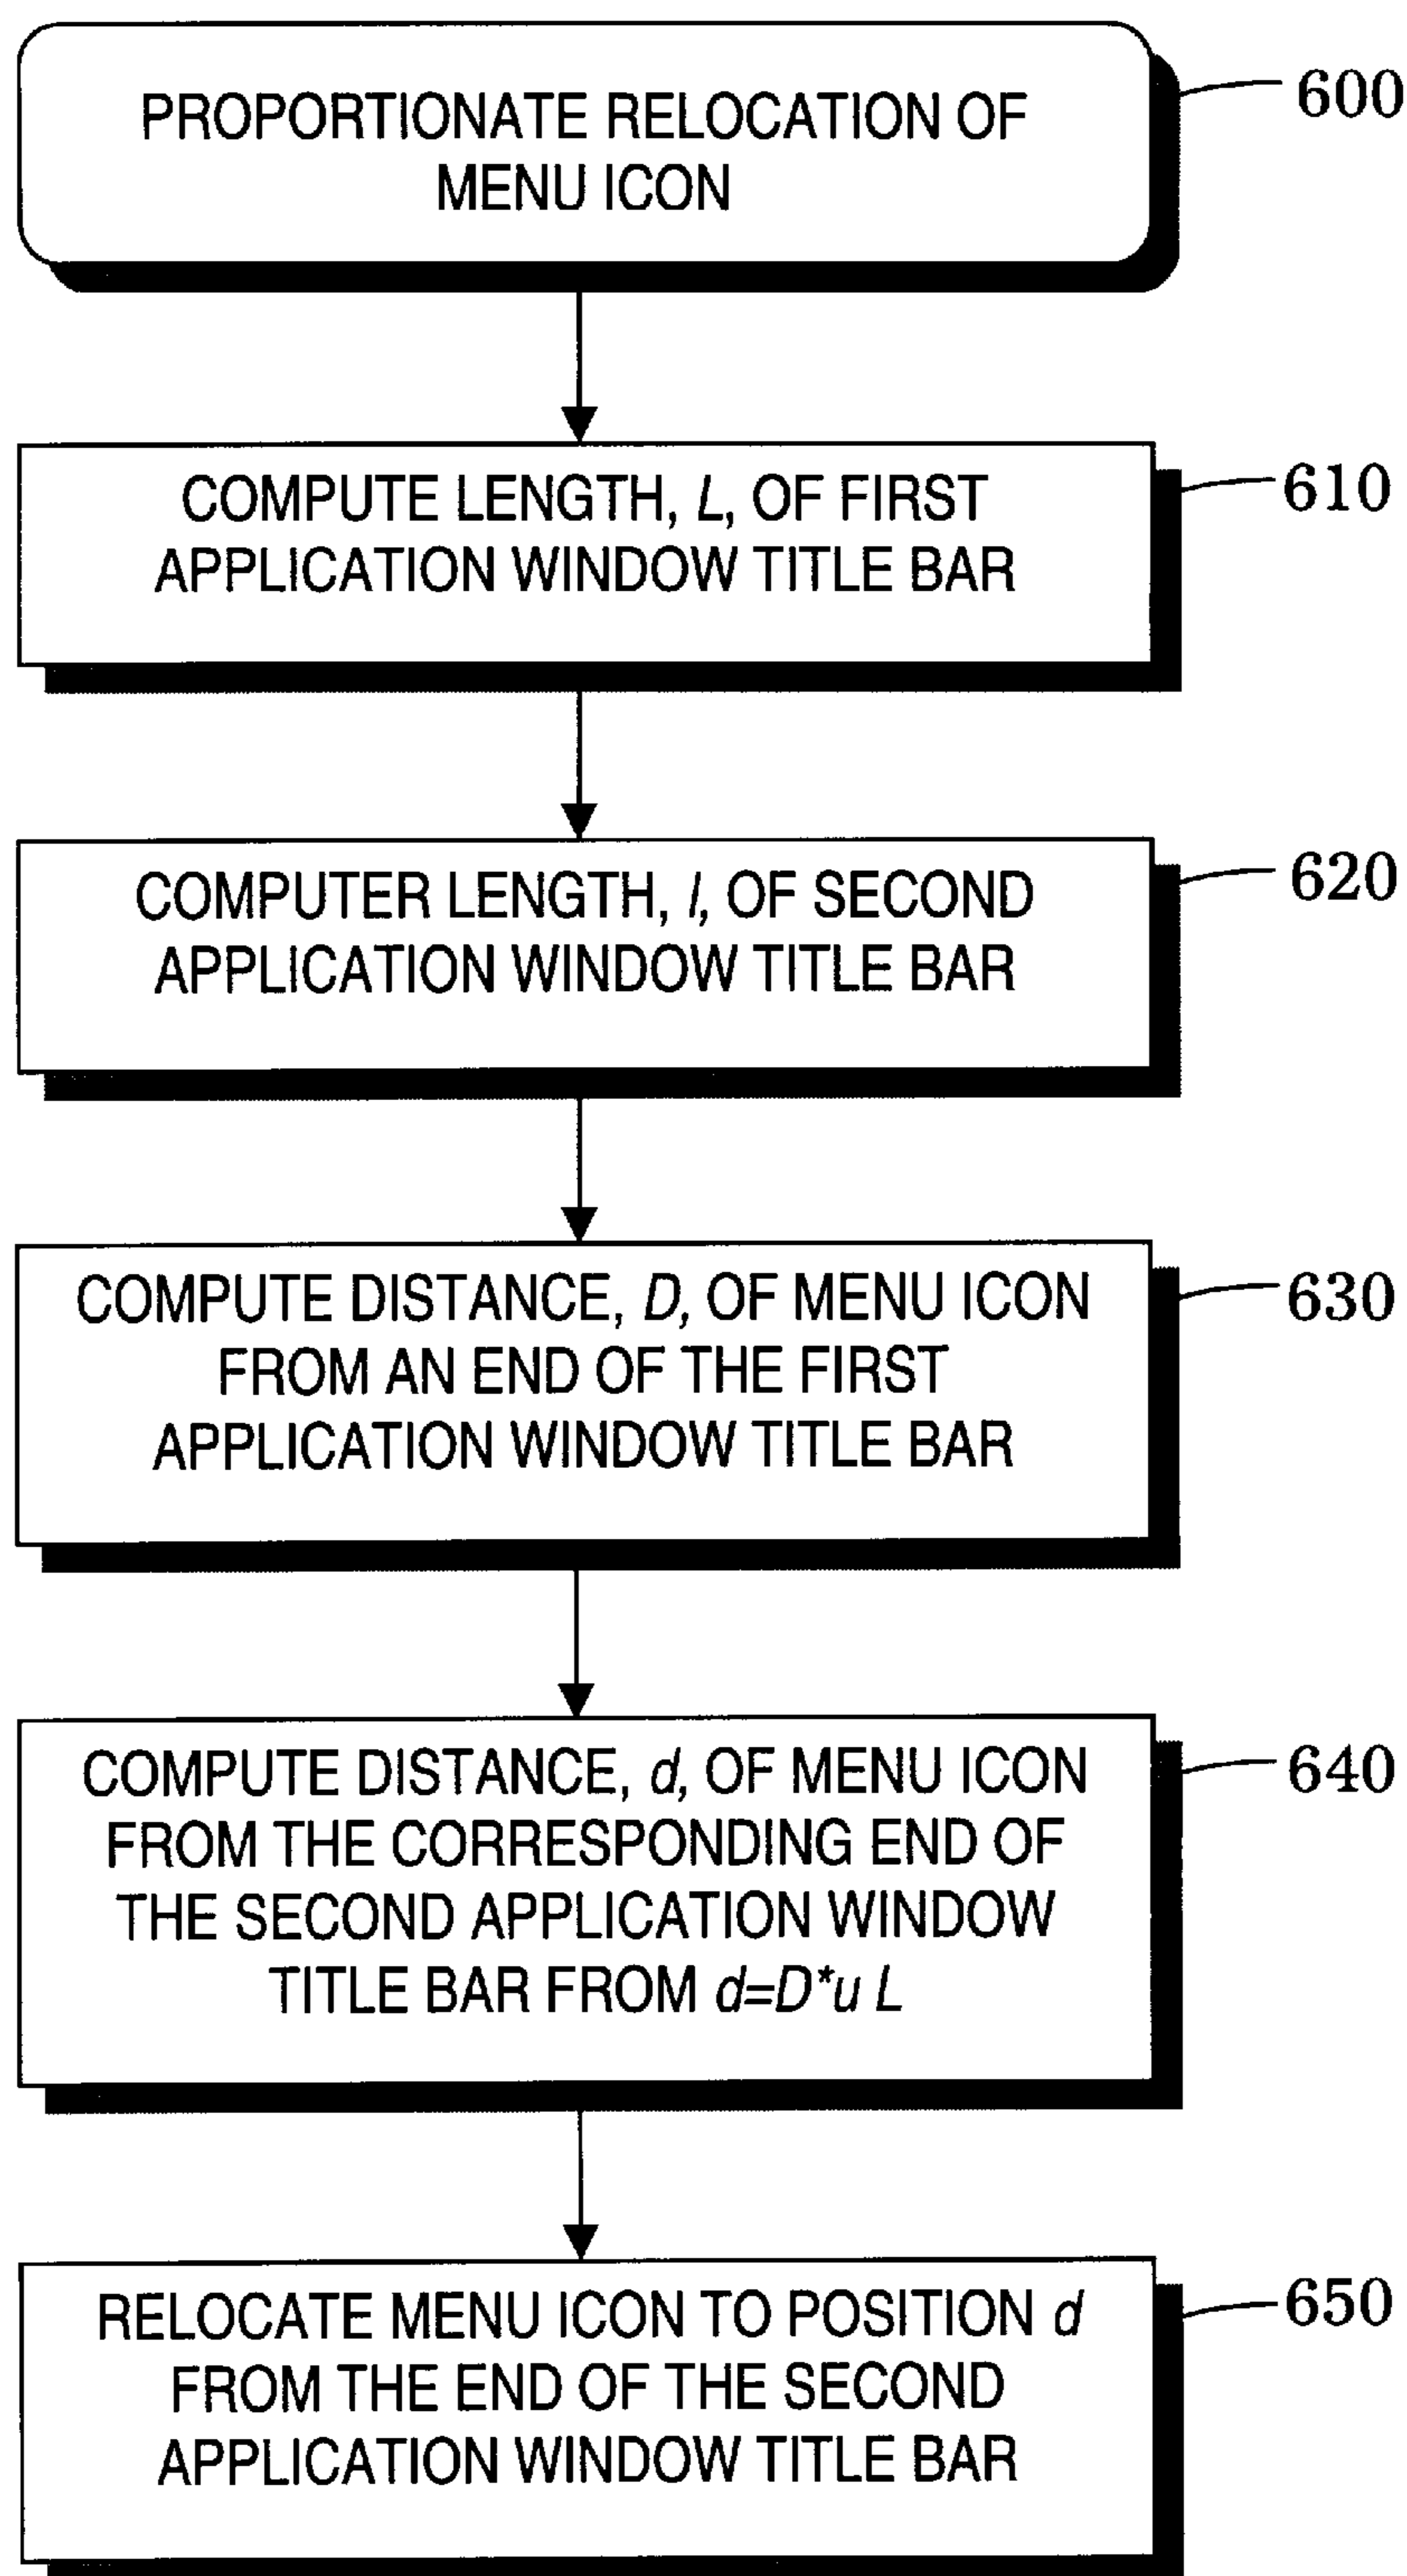 PROPORTIONATE RELOCATION OF
MENU ICON
600
COMPUTE LENGTH, L, OF FIRST
APPLICATION WINDOW TITLE BAR
610
COMPUTER LENGTH, l, OF SECOND
APPLICATION WINDOW TITLE BAR
620
COMPUTE DISTANCE, D, OF MENU ICON
FROM AN END OF THE FIRST
APPLICATION WINDOW TITLE BAR
630
COMPUTE DISTANCE, d, OF MENU ICON
FROM THE CORRESPONDING END OF
THE SECOND APPLICATION WINDOW
TITLE BAR FROM d=D*u L
640
RELOCATE MENU ICON TO POSITION d
FROM THE END OF THE SECOND
APPLICATION WINDOW TITLE BAR
650